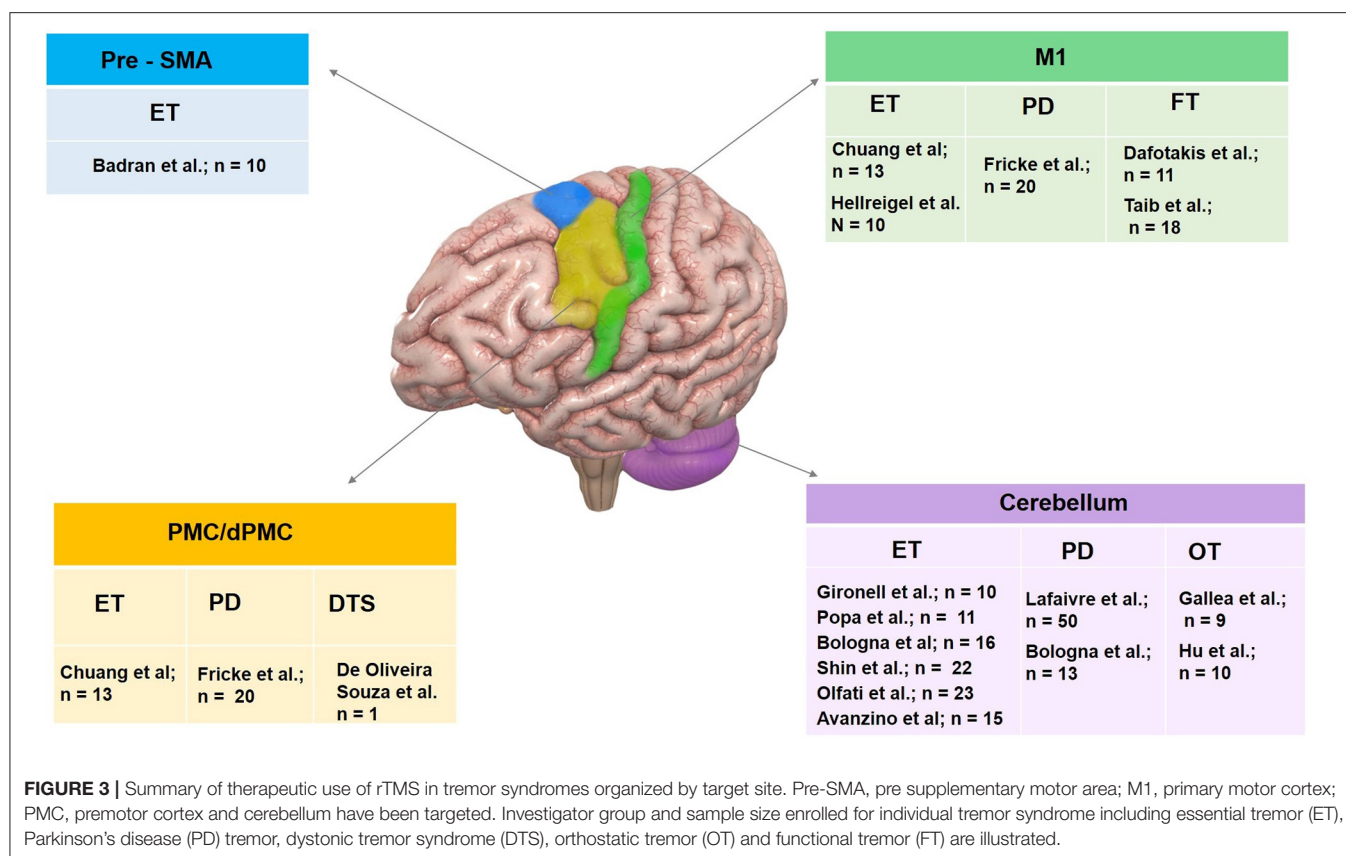 Pre - SMA
ET
Badran et al.; n = 10
M1
ET
PD
FT
Chuang et al;
n = 13
Hellreigel et al.
N = 10
Fricke et al.;
n = 20
Dafotakis et al.;
n = 11
Taib et al.;
n = 18
PMC/dPMC
ET
PD
DTS
Chuang et al;
n = 13
Fricke et al.;
n = 20
De Oliveira
Souza et al.
n = 1
Cerebellum
ET
PD
OT
Gironell et al.; n = 10
Popa et al.; n = 11
Bologna et al; n = 16
Shin et al.; n = 22
Olfati et al.; n = 23
Avanzino et al; n = 15
Lafaivre et al.;
n = 50
Bologna et al.;
n = 13
Gallea et al.;
n = 9
Hu et al.;
n = 10
FIGURE 3 | Summary of therapeutic use of rTMS in tremor syndromes organized by target site. Pre-SMA, pre supplementary motor area; M1, primary motor cortex;
PMC, premotor cortex and cerebellum have been targeted. Investigator group and sample size enrolled for individual tremor syndrome including essential tremor (ET),
Parkinson's disease (PD) tremor, dystonic tremor syndrome (DTS), orthostatic tremor (OT) and functional tremor (FT) are illustrated.